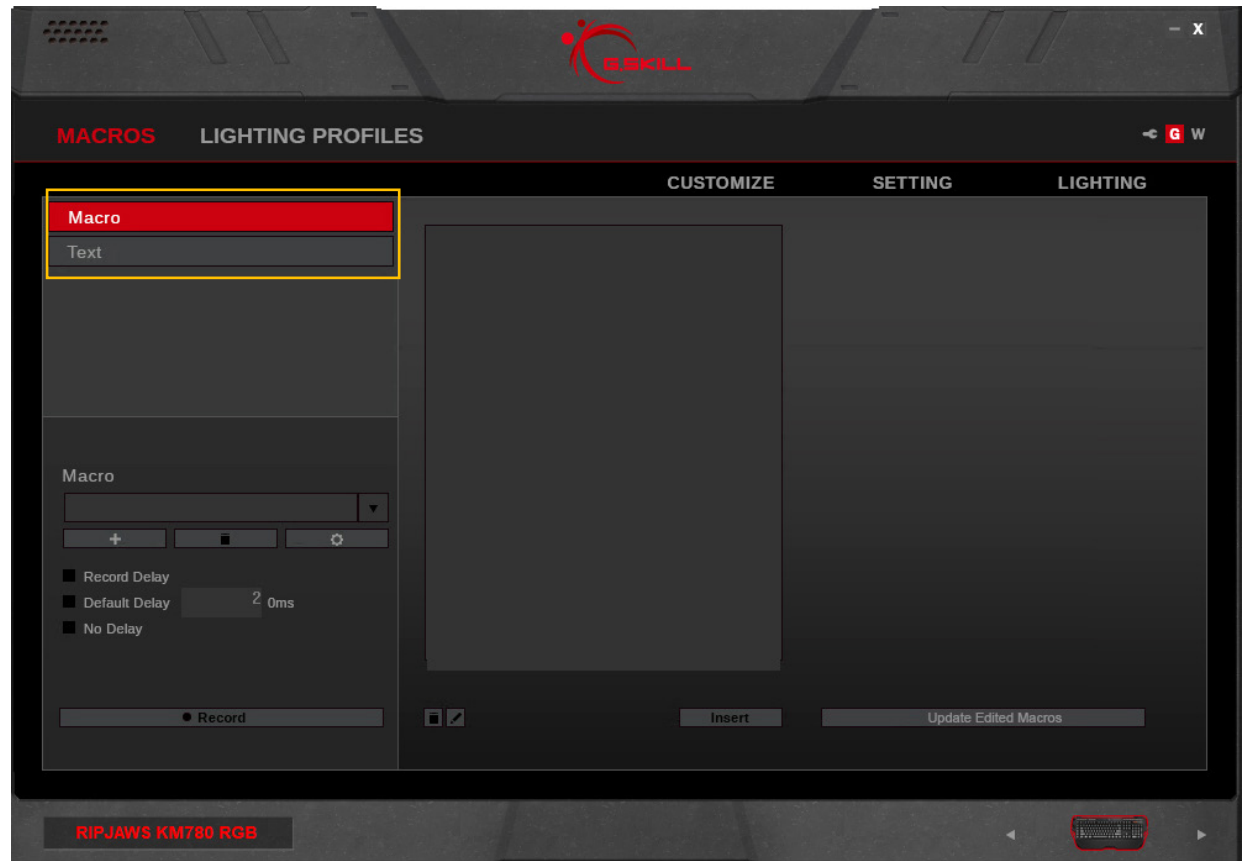 G.SKILL
X
MACROS LIGHTING PROFILES
G W
CUSTOMIZE SETTING LIGHTING
Macro
Text
Macro
Record Delay
Default Delay 2 0ms
No Delay
Record
Insert
Update Edited Macros
RIPJAWS KM780 RGB